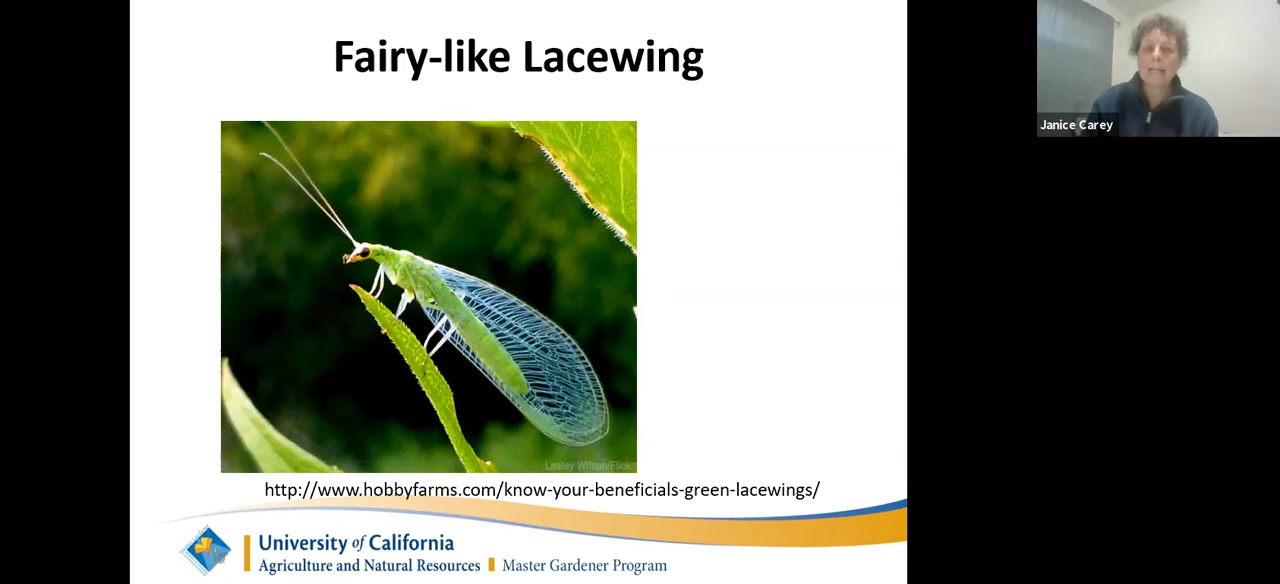 Fairy-like Lacewing
Janice Carey
Lesley Wilson/Flick
http://www.hobbyfarms.com/know-your-beneficials-green-lacewings/
University of California
Agriculture and Natural Resources Master Gardener Program